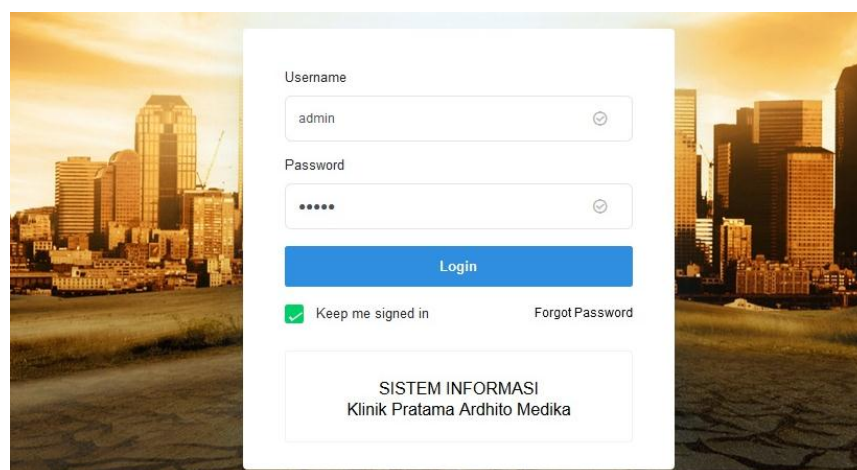 Username
admin
Password
•••••
Login
Keep me signed in
Forgot Password
SISTEM INFORMASI
Klinik Pratama Ardhito Medika